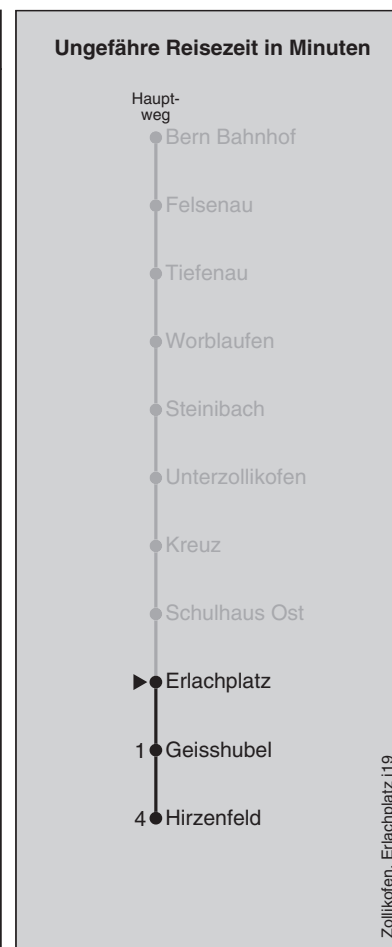 Ungefähre Reisezeit in Minuten
Haupt-
weg
Bern Bahnhof
Felsenau
Tiefenau
Worblaufen
Steinibach
Unterzollikofen
Kreuz
Schulhaus Ost
Erlachplatz
1 Geisshubel
4 Hirzenfeld
Zollikofen, Erlachplatz j19